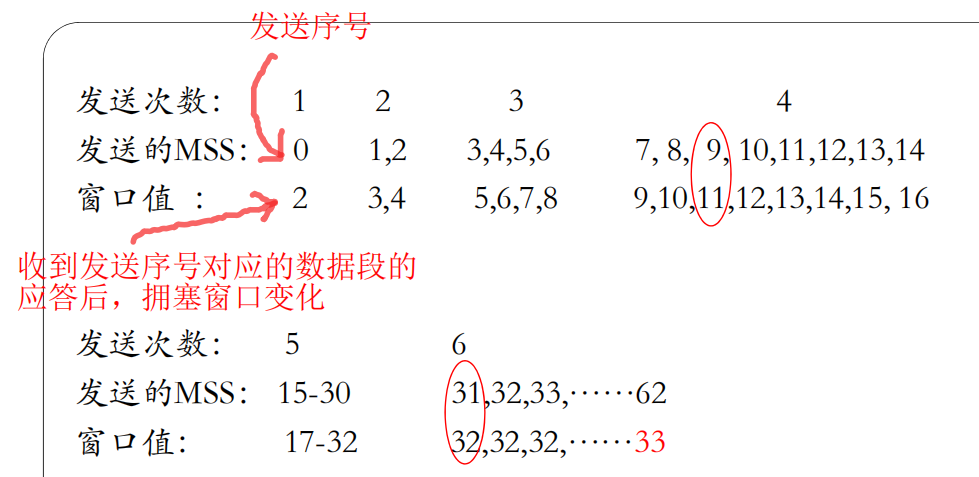 发送序号
发送次数: 1 2 3 4
发送的MSS: 0 1,2 3,4,5,6 7, 8, 9, 10,11,12,13,14
窗口值 : 2 3,4 5,6,7,8 9,10,11,12,13,14,15, 16
收到发送序号对应的数据段的
应答后，拥塞窗口变化
发送次数: 5 6
发送的MSS: 15-30 31,32,33,……62
窗口值: 17-32 32,32,32,……33